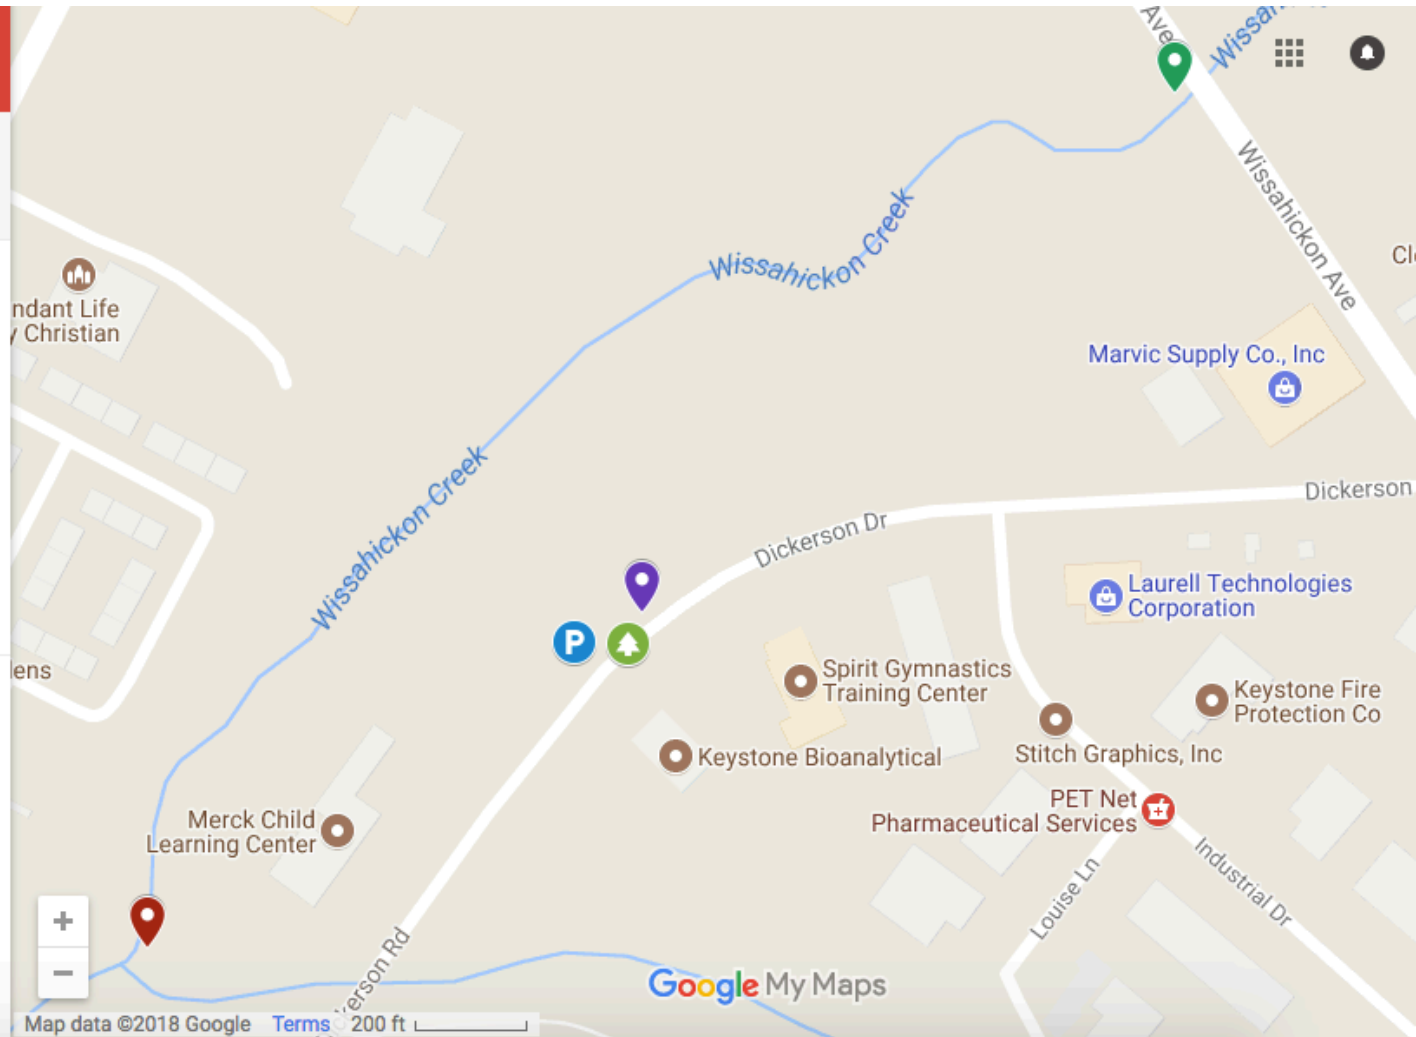 Ave
Wissahickon Ave
Wissahickon Creek
Cl
ndant Life
y Christian
Marvic Supply Co., Inc
Wissahickon Creek
Dickerson
Dickerson Dr
P
Laurell Technologies
Corporation
lens
Spirit Gymnastics
Training Center
Keystone Fire
Protection Co
Keystone Bioanalytical
Stitch Graphics, Inc
Merck Child
Learning Center
PET Net
Pharmaceutical Services
Industrial Dr
Louise Ln
kerson Rd
+
−
Google My Maps
Map data ©2018 Google Terms 200 ft